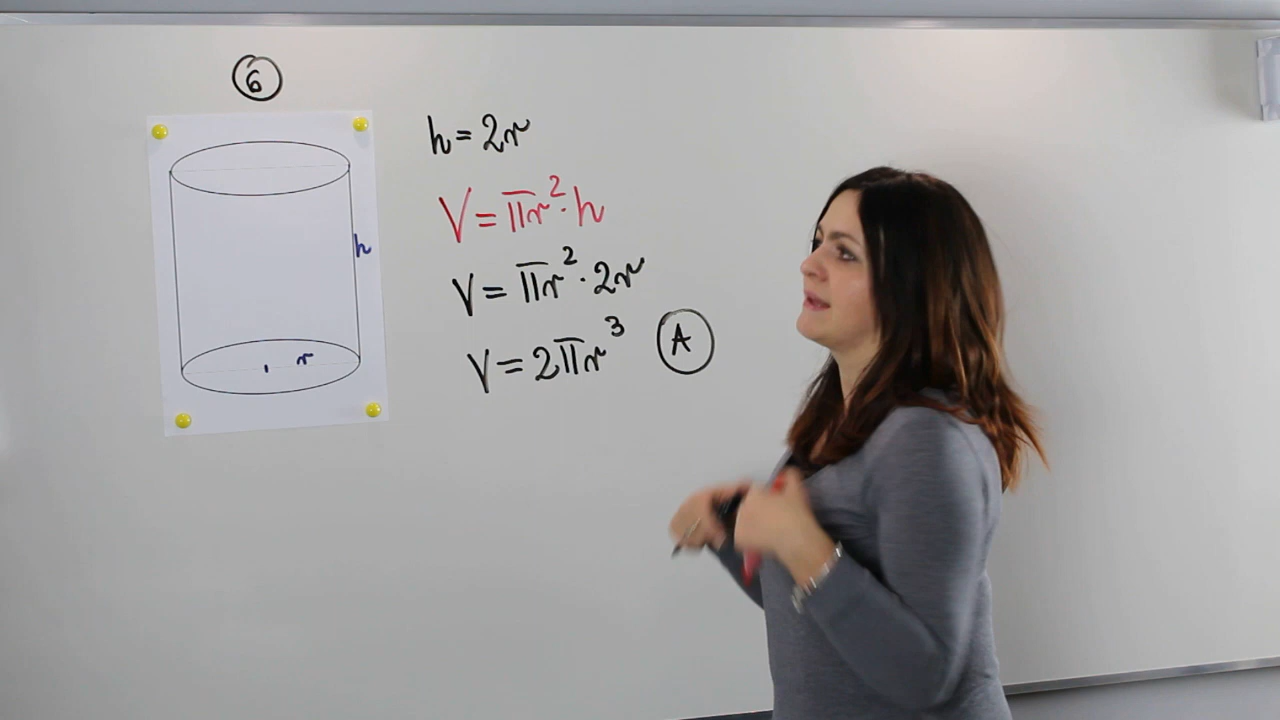 6
h = 2r
V = πr²·h
h
V = πr²·2r
V = 2πr³ A
r